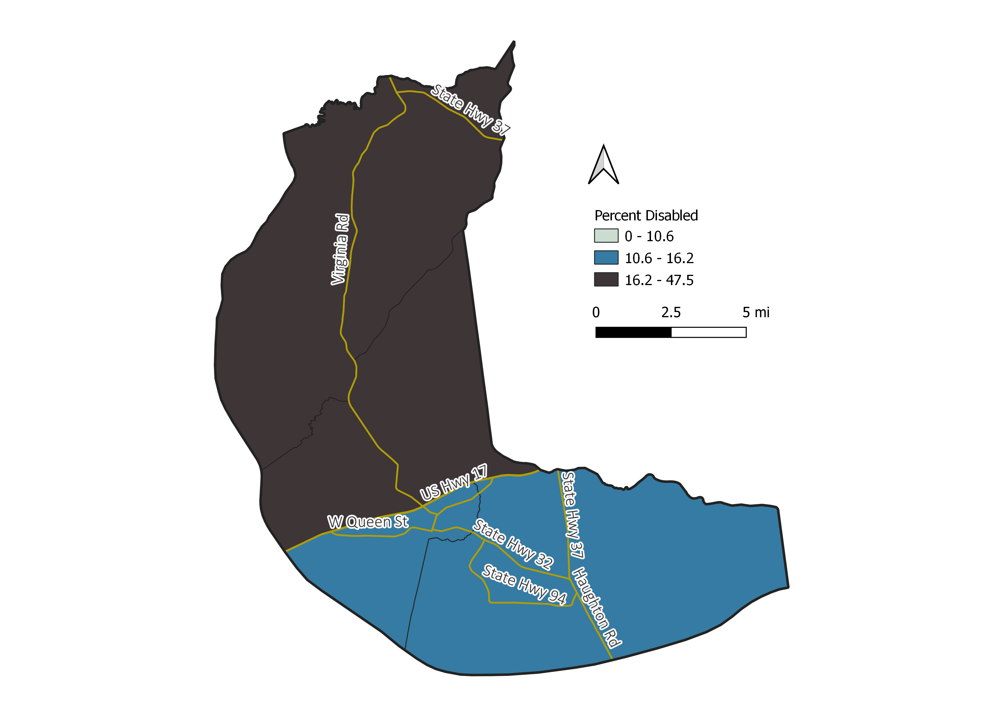 State Hwy 37
Virginia Rd
Percent Disabled
0 - 10.6
10.6 - 16.2
16.2 - 47.5
0 2.5 5 mi
US Hwy 17
W Queen St
State Hwy 37
State Hwy 32
State Hwy 94
Haughton Rd